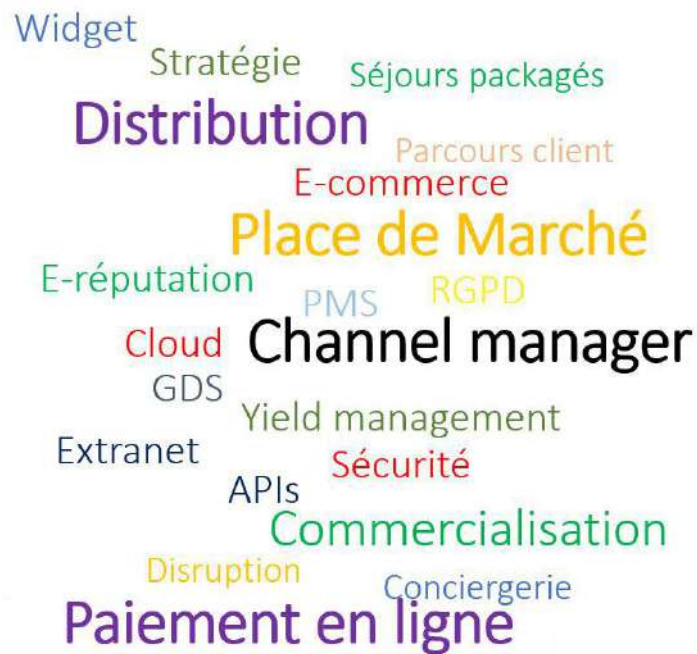 Widget
Stratégie
Séjours packagés
Distribution
Parcours client
E-commerce
Place de Marché
E-réputation
RGPD
PMS
Cloud
Channel manager
GDS
Yield management
Extranet
Sécurité
APIs
Commercialisation
Disruption
Conciergerie
Paiement en ligne